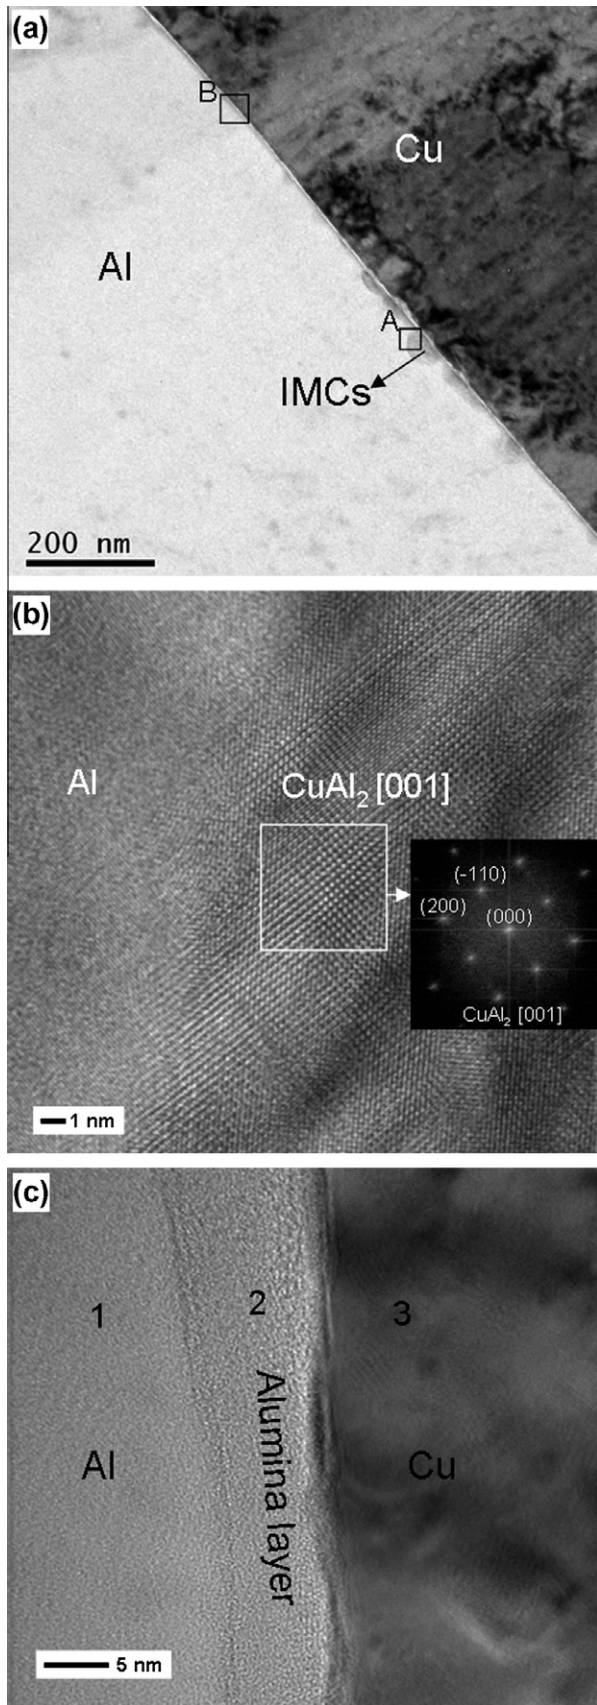 (a)
B
Cu
Al
A
IMCs
200 nm
(b)
Al
CuAl₂ [001]
(-110)
(200)
(000)
CuAl₂ [001]
1 nm
(c)
1
2
3
Alumina layer
Al
Cu
5 nm